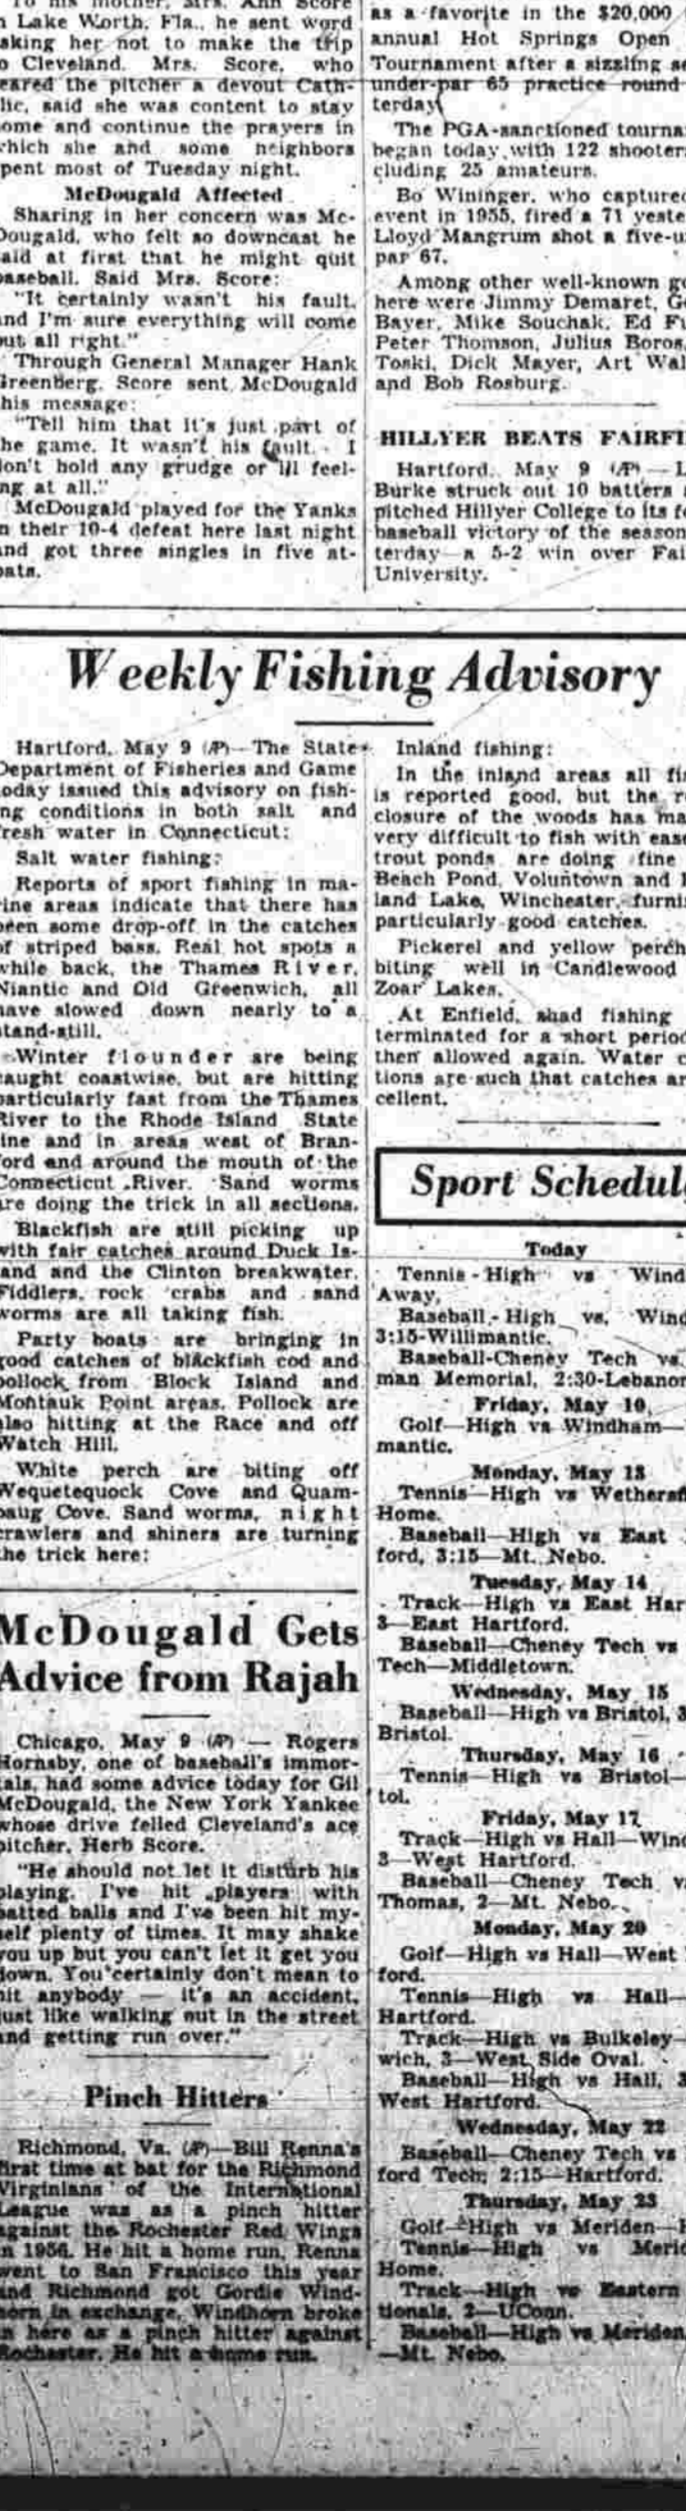 To his mother, Mrs. Ann Score
n Lake Worth, Fla., he sent word
sking her not to make the trip
o Cleveland. Mrs. Score, who
eared the pitcher a devout Cath-
lic, said she was content to stay
ome and continue the prayers in
hich she and some neighbors
pent most of Tuesday night.
McDougald Affected
Sharing in her concern was Mc-
Dougald, who felt so downcast he
aid at first that he might quit
baseball. Said Mrs. Score:
"It certainly wasn't his fault,
nd I'm sure everything will come
ut all right."
Through General Manager Hank
Greenberg, Score sent McDougald
his message:
"Tell him that it's just part of
he game. It wasn't his fault. I
on't hold any grudge or ill feel-
ng at all."
McDougald played for the Yanks
n their 10-4 defeat here last night
nd got three singles in five at-
bats.
as a favorite in the $20,000
annual Hot Springs Open
Tournament after a sizzling se
under-par 65 practice round
terday
The PGA-sanctioned tourna
began today with 122 shooter
cluding 25 amateurs.
Bo Wininger, who captured
event in 1955, fired a 71 yeste
Lloyd Mangrum shot a five-u
par 67.
Among other well-known go
here were Jimmy Demaret, Ge
Bayer, Mike Souchak, Ed Fu
Peter Thomson, Julius Boros,
Toski, Dick Mayer, Art Wal
and Bob Rosburg.
HILLYER BEATS FAIRFI
Hartford, May 9 (AP)—L
Burke struck out 10 batters
pitched Hillyer College to its f
baseball victory of the season
terday—a 5-2 win over Fai
University.
Weekly Fishing Advisory
Hartford, May 9 (AP)—The State
Department of Fisheries and Game
oday issued this advisory on fish-
ng conditions in both salt and
resh water in Connecticut:
Salt water fishing:
Reports of sport fishing in ma-
rine areas indicate that there has
been some drop-off in the catches
of striped bass. Real hot spots a
while back, the Thames River,
Niantic and Old Greenwich, all
have slowed down nearly to a
tand-still.
Winter flounder are being
aught coastwise, but are hitting
particularly fast from the Thames
River to the Rhode Island State
ine and in areas west of Bran-
ord and around the mouth of the
Connecticut River. Sand worms
re doing the trick in all sections.
Blackfish are still picking up
with fair catches around Duck Is-
and and the Clinton breakwater.
Fiddlers, rock crabs and sand
worms are all taking fish.
Party boats are bringing in
good catches of blackfish cod and
pollock from Block Island and
Montauk Point areas. Pollock are
lso hitting at the Race and off
Watch Hill.
White perch are biting off
Wequetequock Cove and Quam-
baug Cove. Sand worms, night
crawlers and shiners are turning
he trick here:
Inland fishing:
In the inland areas all fis
is reported good, but the r
closure of the woods has ma
very difficult to fish with ease
trout ponds are doing fine
Beach Pond, Voluntown and
land Lake, Winchester, furni
particularly good catches.
Pickerel and yellow perch
biting well in Candlewood
Zoar Lakes.
At Enfield, shad fishing
terminated for a short period
then allowed again. Water c
tions are such that catches ar
cellent.
McDougald Gets
Advice from Rajah
Chicago, May 9 (AP) — Rogers
Hornsby, one of baseball's immor-
als, had some advice today for Gil
McDougald, the New York Yankee
whose drive felled Cleveland's ace
pitcher, Herb Score.
"He should not let it disturb his
playing. I've hit players with
batted balls and I've been hit my-
elf plenty of times. It may shake
you up but you can't let it get you
down. You certainly don't mean to
hit anybody — it's an accident,
just like walking out in the street
nd getting run over."
Pinch Hitters
Richmond, Va. (AP)—Bill Renna's
first time at bat for the Richmond
Virginians of the International
League was as a pinch hitter
against the Rochester Red Wings
n 1956. He hit a home run. Renna
went to San Francisco this year
nd Richmond got Gordie Wind-
horn in exchange. Windhorn broke
n here as a pinch hitter against
Rochester. He hit a home run.
Sport Schedul
Today
Tennis - High vs Wind
Away.
Baseball - High vs. Wind
3:15-Willimantic.
Baseball-Cheney Tech vs.
man Memorial, 2:30-Lebanon
Friday, May 10,
Golf—High vs Windham—
mantic.
Monday, May 13
Tennis—High vs Wethersf
Home.
Baseball—High vs East
ford, 3:15—Mt. Nebo.
Tuesday, May 14
Track—High vs East Har
3—East Hartford.
Baseball—Cheney Tech vs
Tech—Middletown.
Wednesday, May 15
Baseball—High vs Bristol, 3
Bristol.
Thursday, May 16
Tennis—High vs Bristol—
tol.
Friday, May 17
Track—High vs Hall—Wind
3—West Hartford.
Baseball—Cheney Tech v
Thomas, 2—Mt. Nebo.
Monday, May 20
Golf—High vs Hall—West
ford.
Tennis—High vs Hall—
Hartford.
Track—High vs Bulkeley—
wich, 3—West Side Oval.
Baseball—High vs Hall, 3
West Hartford.
Wednesday, May 22
Baseball—Cheney Tech vs
ford Tech, 2:15—Hartford.
Thursday, May 23
Golf—High vs Meriden—H
Tennis—High vs Merid
Home.
Track—High vs Eastern
tionals, 2—UConn.
Baseball—High vs Meriden
—Mt. Nebo.